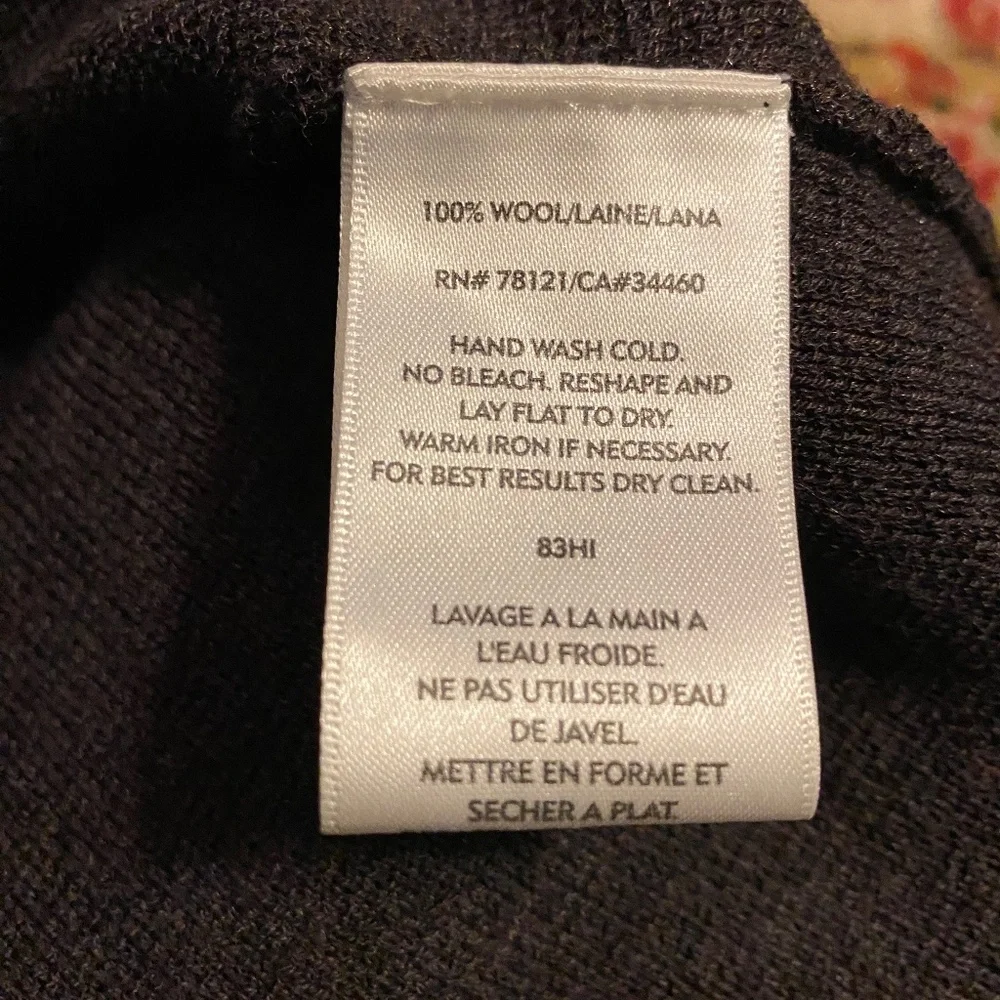 100% WOOL/LAINE/LANA
RN# 78121/CA#34460
HAND WASH COLD.
NO BLEACH. RESHAPE AND
LAY FLAT TO DRY.
WARM IRON IF NECESSARY.
FOR BEST RESULTS DRY CLEAN.
83HI
LAVAGE A LA MAIN A
L'EAU FROIDE.
NE PAS UTILISER D'EAU
DE JAVEL.
METTRE EN FORME ET
SECHER A PLAT.